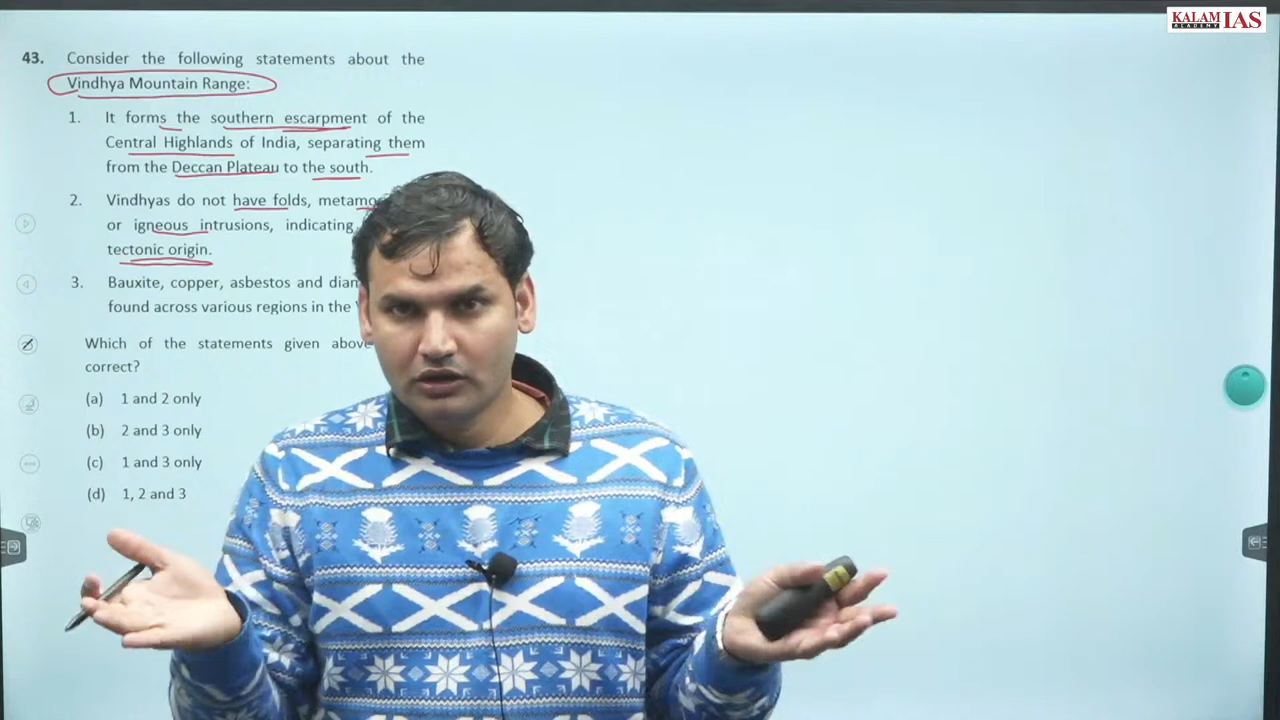 KALAM IAS
ACADEMY
43. Consider the following statements about the
Vindhya Mountain Range:
1. It forms the southern escarpment of the
Central Highlands of India, separating them
from the Deccan Plateau to the south.
2. Vindhyas do not have folds,
or igneous intrusions, indicating
tectonic origin.
3. Bauxite, copper, asbestos and
found across various regions in the
Which of the statements given above
correct?
(a) 1 and 2 only
(b) 2 and 3 only
(c) 1 and 3 only
(d) 1, 2 and 3